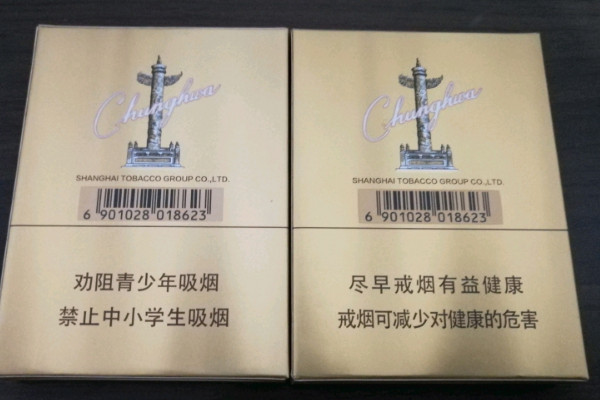 Chunghwa
SHANGHAI TOBACCO GROUP CO.,LTD.
6 901028 018623
劝阻青少年吸烟
禁止中小学生吸烟
Chunghwa
SHANGHAI TOBACCO GROUP CO.,LTD.
6 901028 018623
尽早戒烟有益健康
戒烟可减少对健康的危害